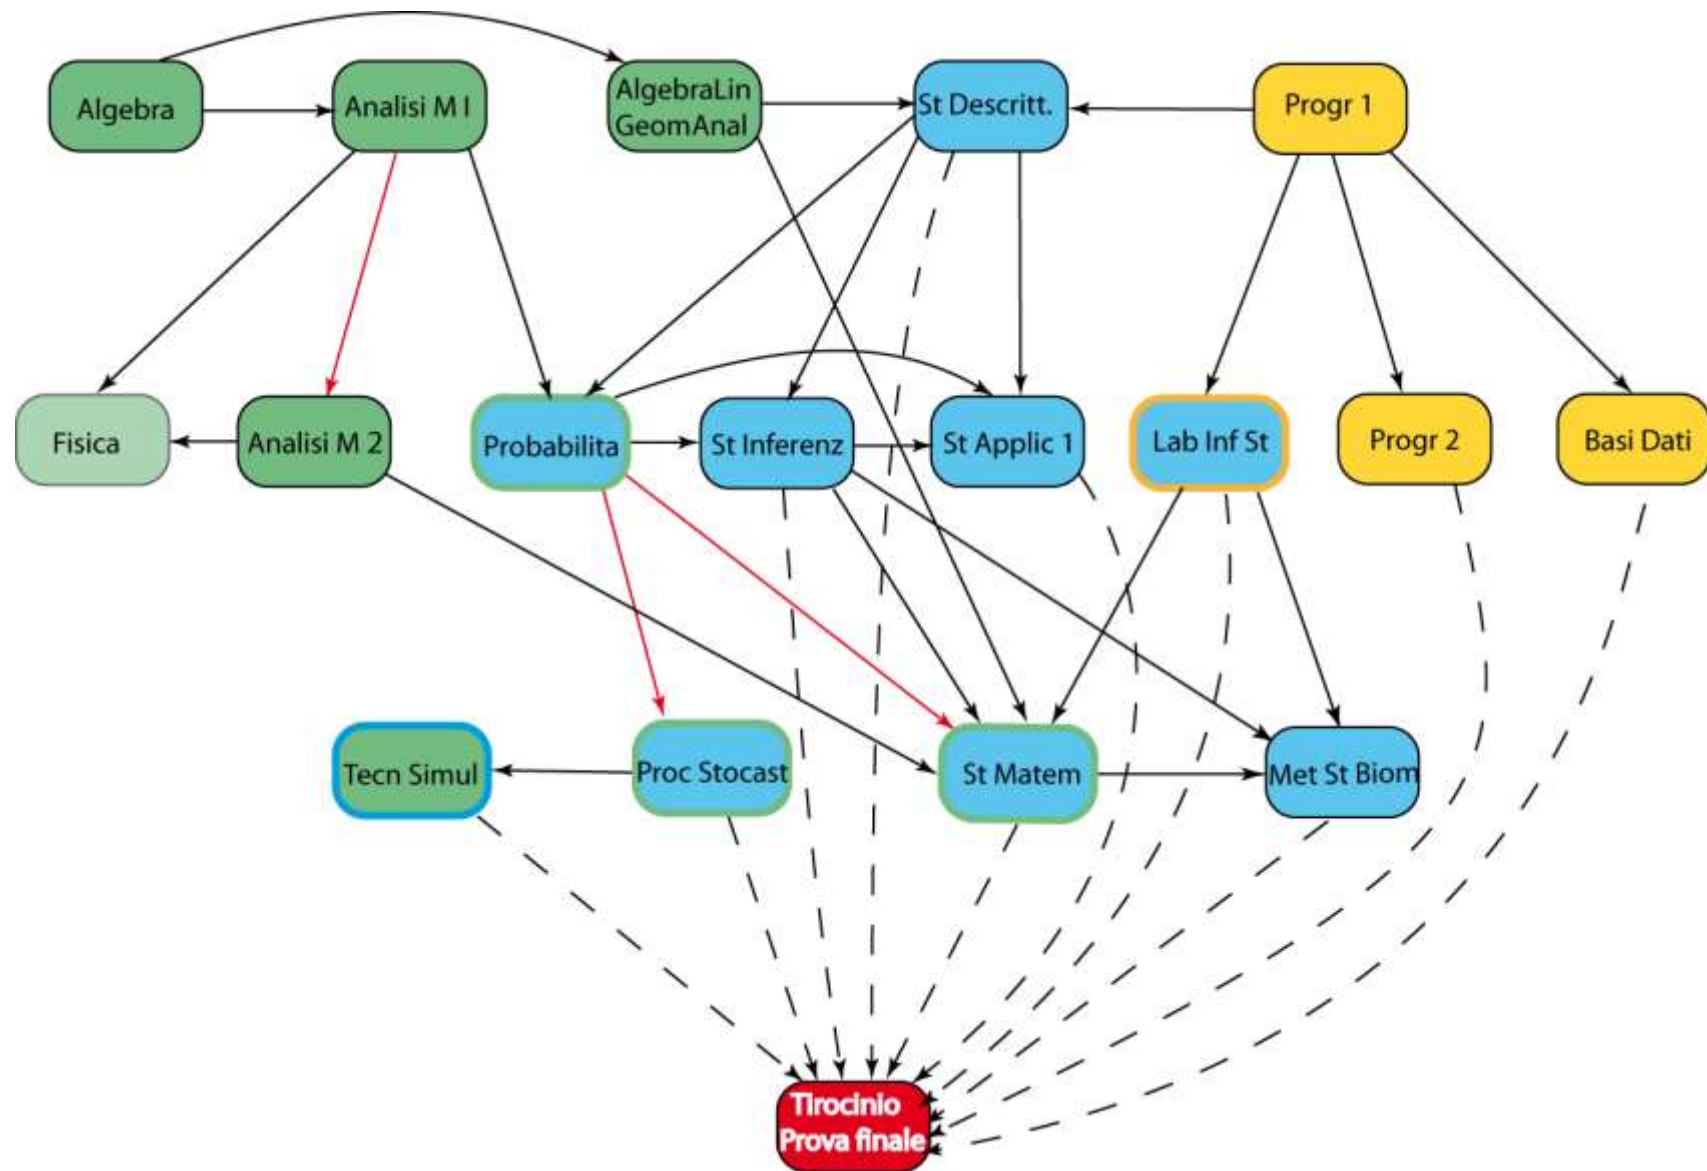 Algebra
Analisi M I
AlgebraLin
GeomAnal
St Descritt.
Progr 1
Fisica
Analisi M 2
Probabilita
St Inferenz
St Applic 1
Lab Inf St
Progr 2
Basi Dati
Tecn Simul
Proc Stocast
St Matem
Met St Biom
Tirocinio
Prova finale